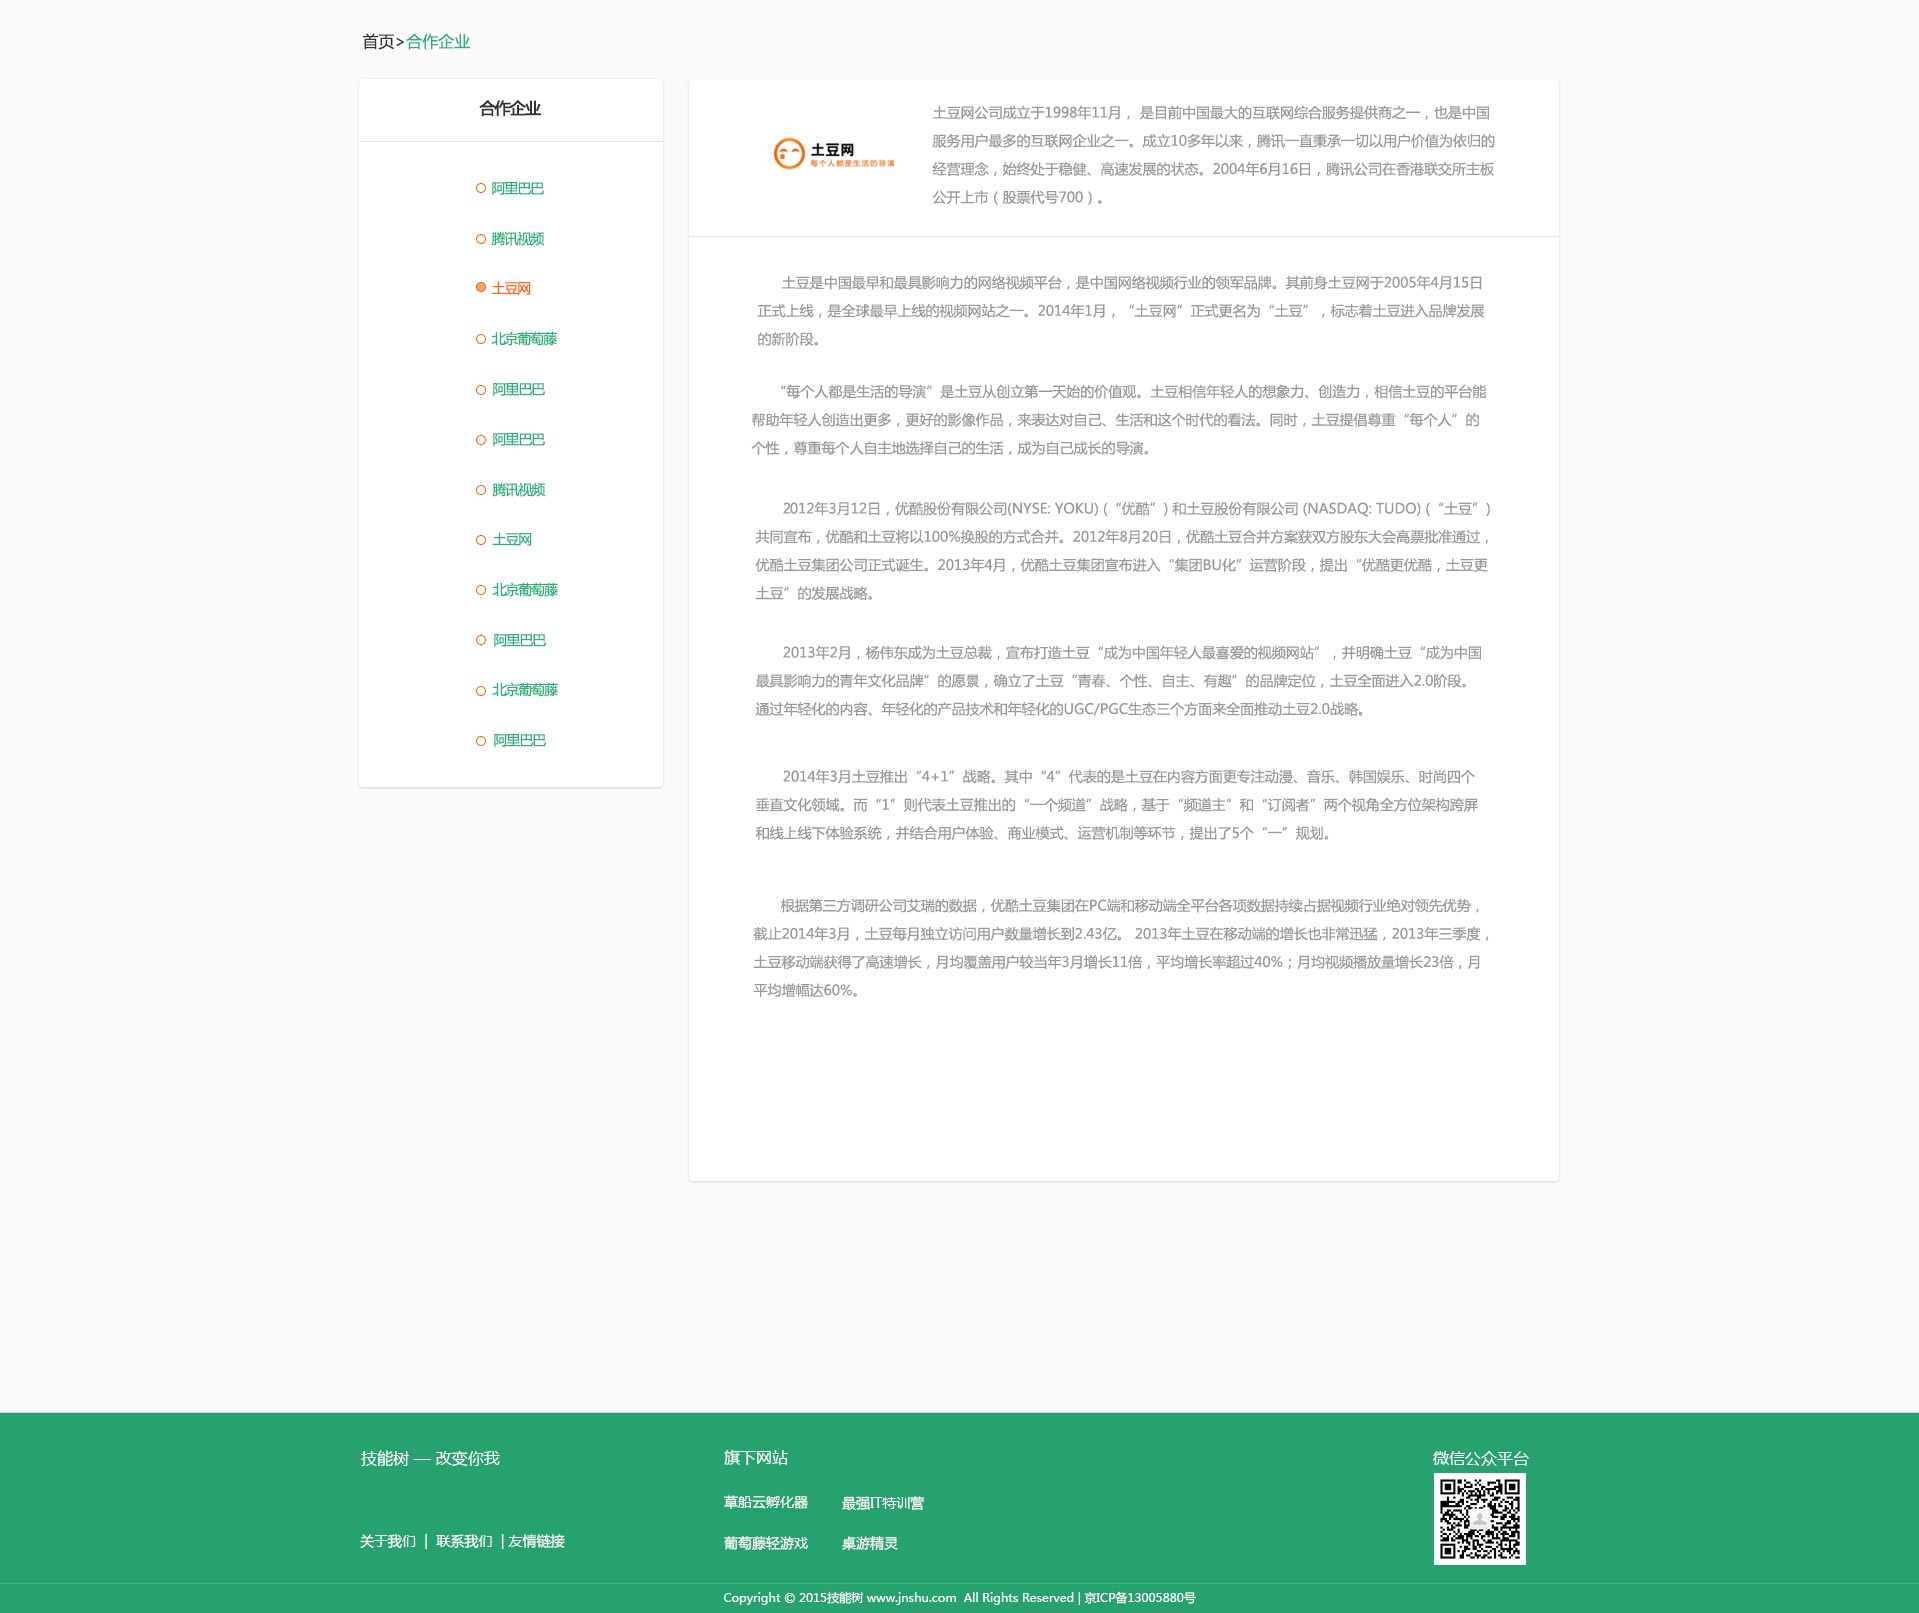 首页>合作企业
合作企业
阿里巴巴
腾讯视频
土豆网
北京葡萄藤
阿里巴巴
阿里巴巴
腾讯视频
土豆网
北京葡萄藤
阿里巴巴
北京葡萄藤
阿里巴巴
土豆网
每个人都是生活的导演
土豆网公司成立于1998年11月， 是目前中国最大的互联网综合服务提供商之一，也是中国
服务用户最多的互联网企业之一。成立10多年以来，腾讯一直秉承一切以用户价值为依归的
经营理念，始终处于稳健、高速发展的状态。2004年6月16日，腾讯公司在香港联交所主板
公开上市（股票代号700）。
土豆是中国最早和最具影响力的网络视频平台，是中国网络视频行业的领军品牌。其前身土豆网于2005年4月15日
正式上线，是全球最早上线的视频网站之一。2014年1月，“土豆网”正式更名为“土豆”，标志着土豆进入品牌发展
的新阶段。
“每个人都是生活的导演”是土豆从创立第一天始的价值观。土豆相信年轻人的想象力、创造力，相信土豆的平台能
帮助年轻人创造出更多，更好的影像作品，来表达对自己、生活和这个时代的看法。同时，土豆提倡尊重“每个人”的
个性，尊重每个人自主地选择自己的生活，成为自己成长的导演。
2012年3月12日，优酷股份有限公司(NYSE: YOKU)（“优酷”）和土豆股份有限公司 (NASDAQ: TUDO)（“土豆”）
共同宣布，优酷和土豆将以100%换股的方式合并。2012年8月20日，优酷土豆合并方案获双方股东大会高票批准通过，
优酷土豆集团公司正式诞生。2013年4月，优酷土豆集团宣布进入“集团BU化”运营阶段，提出“优酷更优酷，土豆更
土豆”的发展战略。
2013年2月，杨伟东成为土豆总裁，宣布打造土豆“成为中国年轻人最喜爱的视频网站”，并明确土豆“成为中国
最具影响力的青年文化品牌”的愿景，确立了土豆“青春、个性、自主、有趣”的品牌定位，土豆全面进入2.0阶段。
通过年轻化的内容、年轻化的产品技术和年轻化的UGC/PGC生态三个方面来全面推动土豆2.0战略。
2014年3月土豆推出“4+1”战略。其中“4”代表的是土豆在内容方面更专注动漫、音乐、韩国娱乐、时尚四个
垂直文化领域。而“1”则代表土豆推出的“一个频道”战略，基于“频道主”和“订阅者”两个视角全方位架构跨屏
和线上线下体验系统，并结合用户体验、商业模式、运营机制等环节，提出了5个“一”规划。
根据第三方调研公司艾瑞的数据，优酷土豆集团在PC端和移动端全平台各项数据持续占据视频行业绝对领先优势，
截止2014年3月，土豆每月独立访问用户数量增长到2.43亿。 2013年土豆在移动端的增长也非常迅猛，2013年三季度，
土豆移动端获得了高速增长，月均覆盖用户较当年3月增长11倍，平均增长率超过40%；月均视频播放量增长23倍，月
平均增幅达60%。
技能树 — 改变你我
关于我们 | 联系我们 | 友情链接
旗下网站
草船云孵化器 最强IT特训营
葡萄藤轻游戏 桌游精灵
微信公众平台
Copyright © 2015技能树 www.jnshu.com All Rights Reserved | 京ICP备13005880号